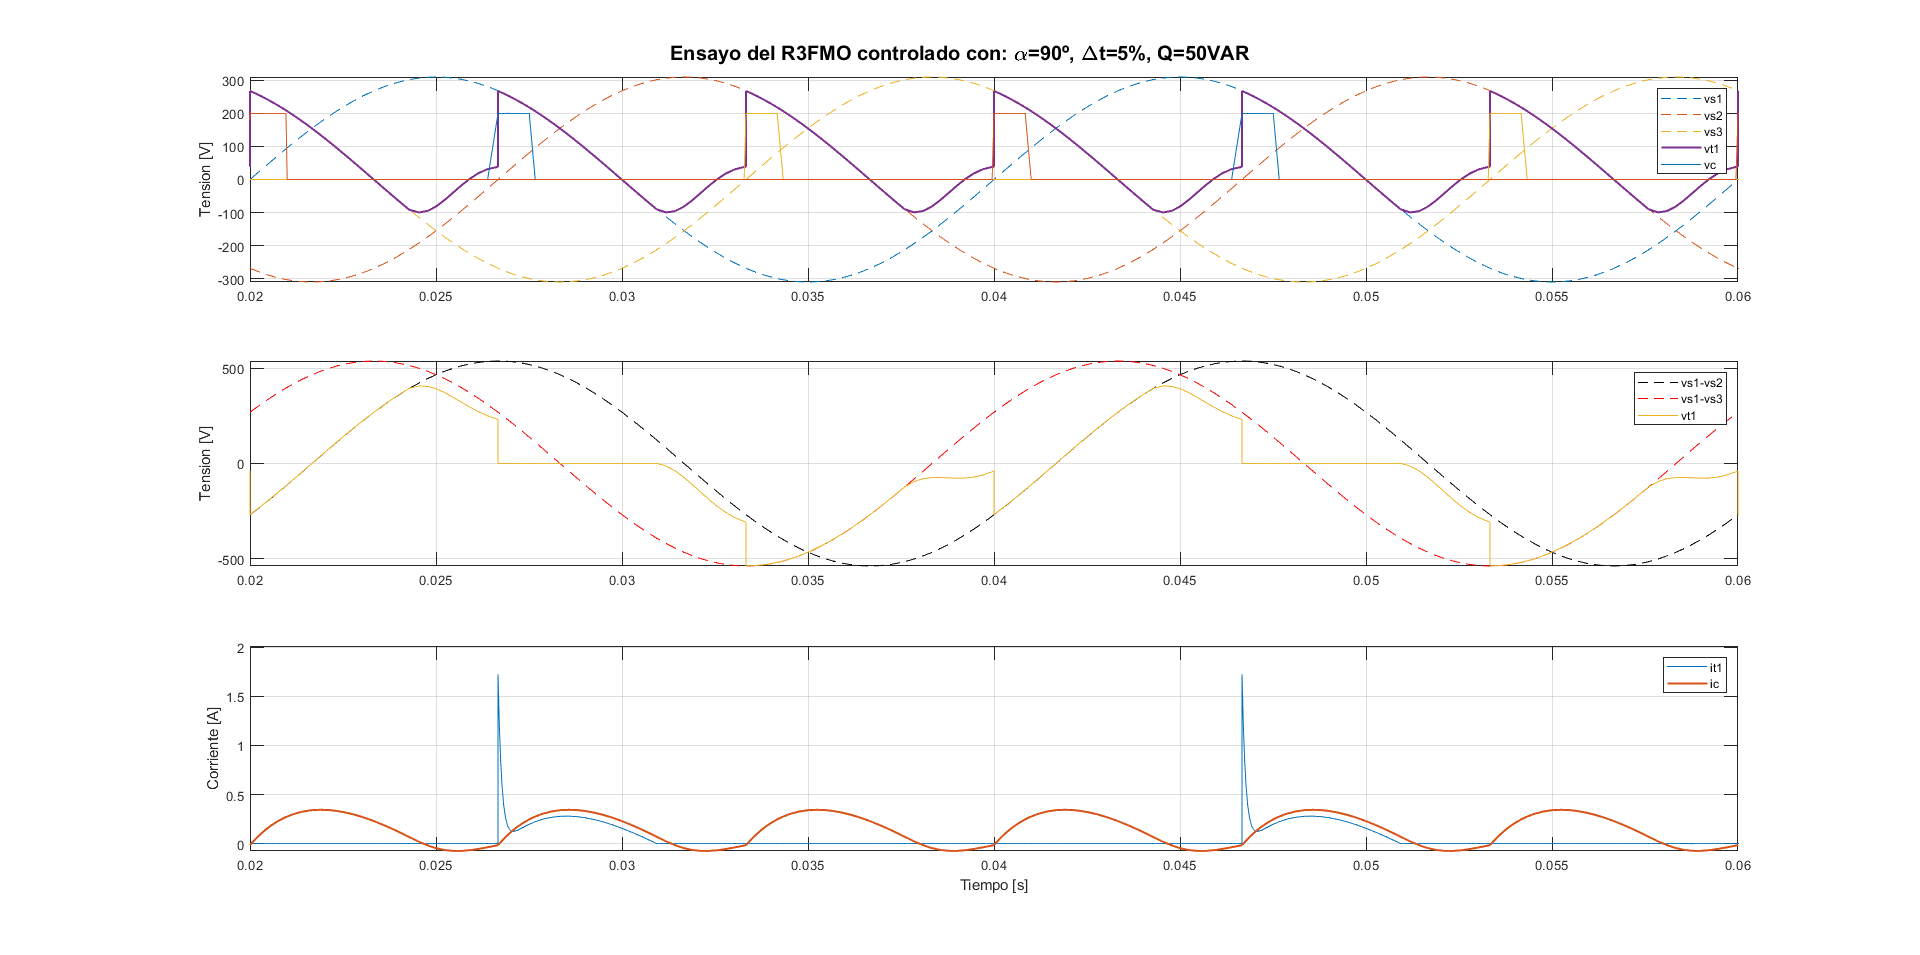 Ensayo del R3FMO controlado con: α=90º, Δt=5%, Q=50VAR
Tension [V]
300
200
100
0
-100
-200
-300
vs1
vs2
vs3
vt1
vc
0.02 0.025 0.03 0.035 0.04 0.045 0.05 0.055 0.06
Tension [V]
500
0
-500
vs1-vs2
vs1-vs3
vt1
0.02 0.025 0.03 0.035 0.04 0.045 0.05 0.055 0.06
Corriente [A]
2
1.5
1
0.5
0
it1
ic
0.02 0.025 0.03 0.035 0.04 0.045 0.05 0.055 0.06
Tiempo [s]